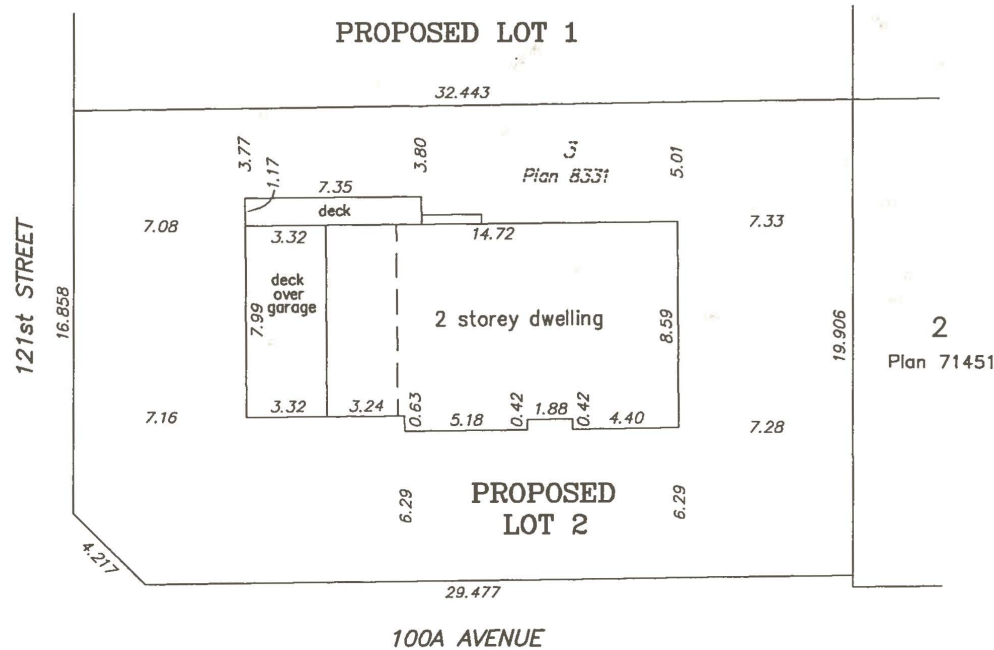 PROPOSED LOT 1
32.443
3.77
1.17
3.80
Plan 8331
5.01
7.35
deck
7.08
3.32
14.72
7.33
121st STREET
16.858
deck
over
garage
7.99
2 storey dwelling
8.59
19.906
2
Plan 71451
7.16
3.32
3.24
0.63
5.18
0.42
1.88
0.42
4.40
7.28
6.29
PROPOSED
LOT 2
6.29
4.217
29.477
100A AVENUE